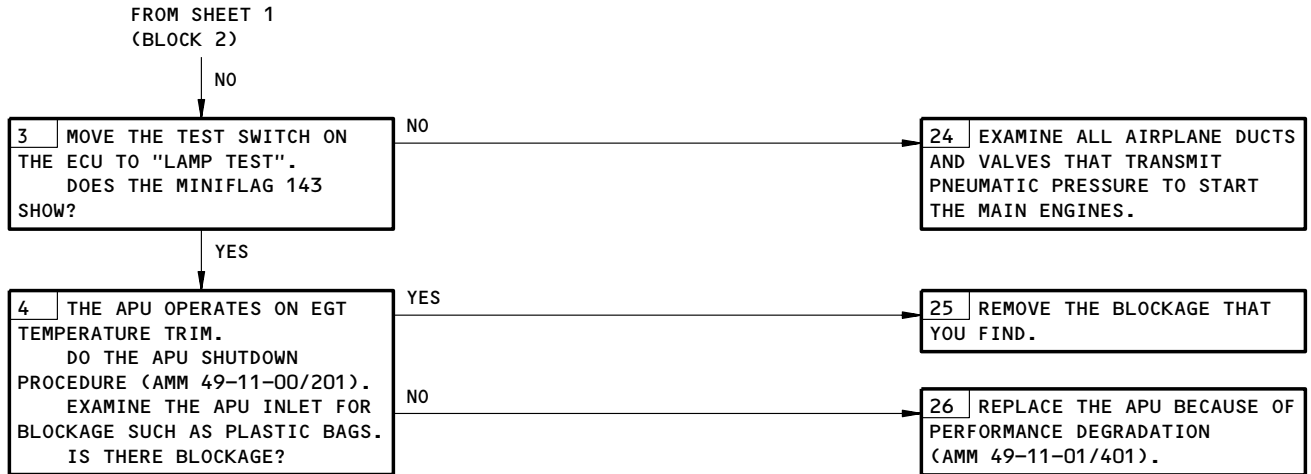 FROM SHEET 1
(BLOCK 2)
NO
3 MOVE THE TEST SWITCH ON
THE ECU TO "LAMP TEST".
DOES THE MINIFLAG 143
SHOW?
NO
24 EXAMINE ALL AIRPLANE DUCTS
AND VALVES THAT TRANSMIT
PNEUMATIC PRESSURE TO START
THE MAIN ENGINES.
YES
4 THE APU OPERATES ON EGT
TEMPERATURE TRIM.
DO THE APU SHUTDOWN
PROCEDURE (AMM 49-11-00/201).
EXAMINE THE APU INLET FOR
BLOCKAGE SUCH AS PLASTIC BAGS.
IS THERE BLOCKAGE?
YES
25 REMOVE THE BLOCKAGE THAT
YOU FIND.
NO
26 REPLACE THE APU BECAUSE OF
PERFORMANCE DEGRADATION
(AMM 49-11-01/401).